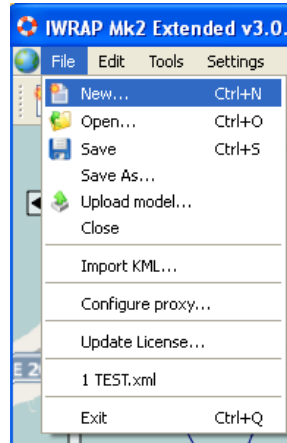 IWRAP Mk2 Extended v3.0.
File Edit Tools Settings
New... Ctrl+N
Open... Ctrl+O
Save Ctrl+S
Save As...
Upload model...
Close
Import KML...
Configure proxy...
Update License...
1 TEST.xml
E 2
Exit Ctrl+Q